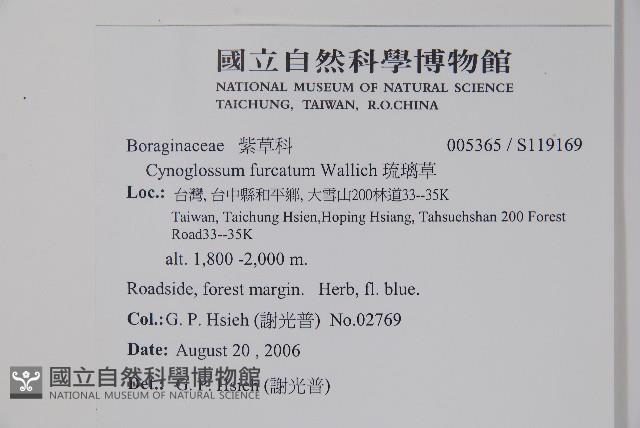 國立自然科學博物館
NATIONAL MUSEUM OF NATURAL SCIENCE
TAICHUNG, TAIWAN, R.O.CHINA
Boraginaceae 紫草科 005365 / S119169
Cynoglossum furcatum Wallich 琉璃草
Loc.: 台灣, 台中縣和平鄉, 大雪山200林道33--35K
Taiwan, Taichung Hsien,Hoping Hsiang, Tahsuehshan 200 Forest
Road33--35K
alt. 1,800 -2,000 m.
Roadside, forest margin. Herb, fl. blue.
Col.: G. P. Hsieh (謝光普) No.02769
Date: August 20 , 2006
Det.: G. P. Hsieh (謝光普)
國立自然科學博物館
NATIONAL MUSEUM OF NATURAL SCIENCE